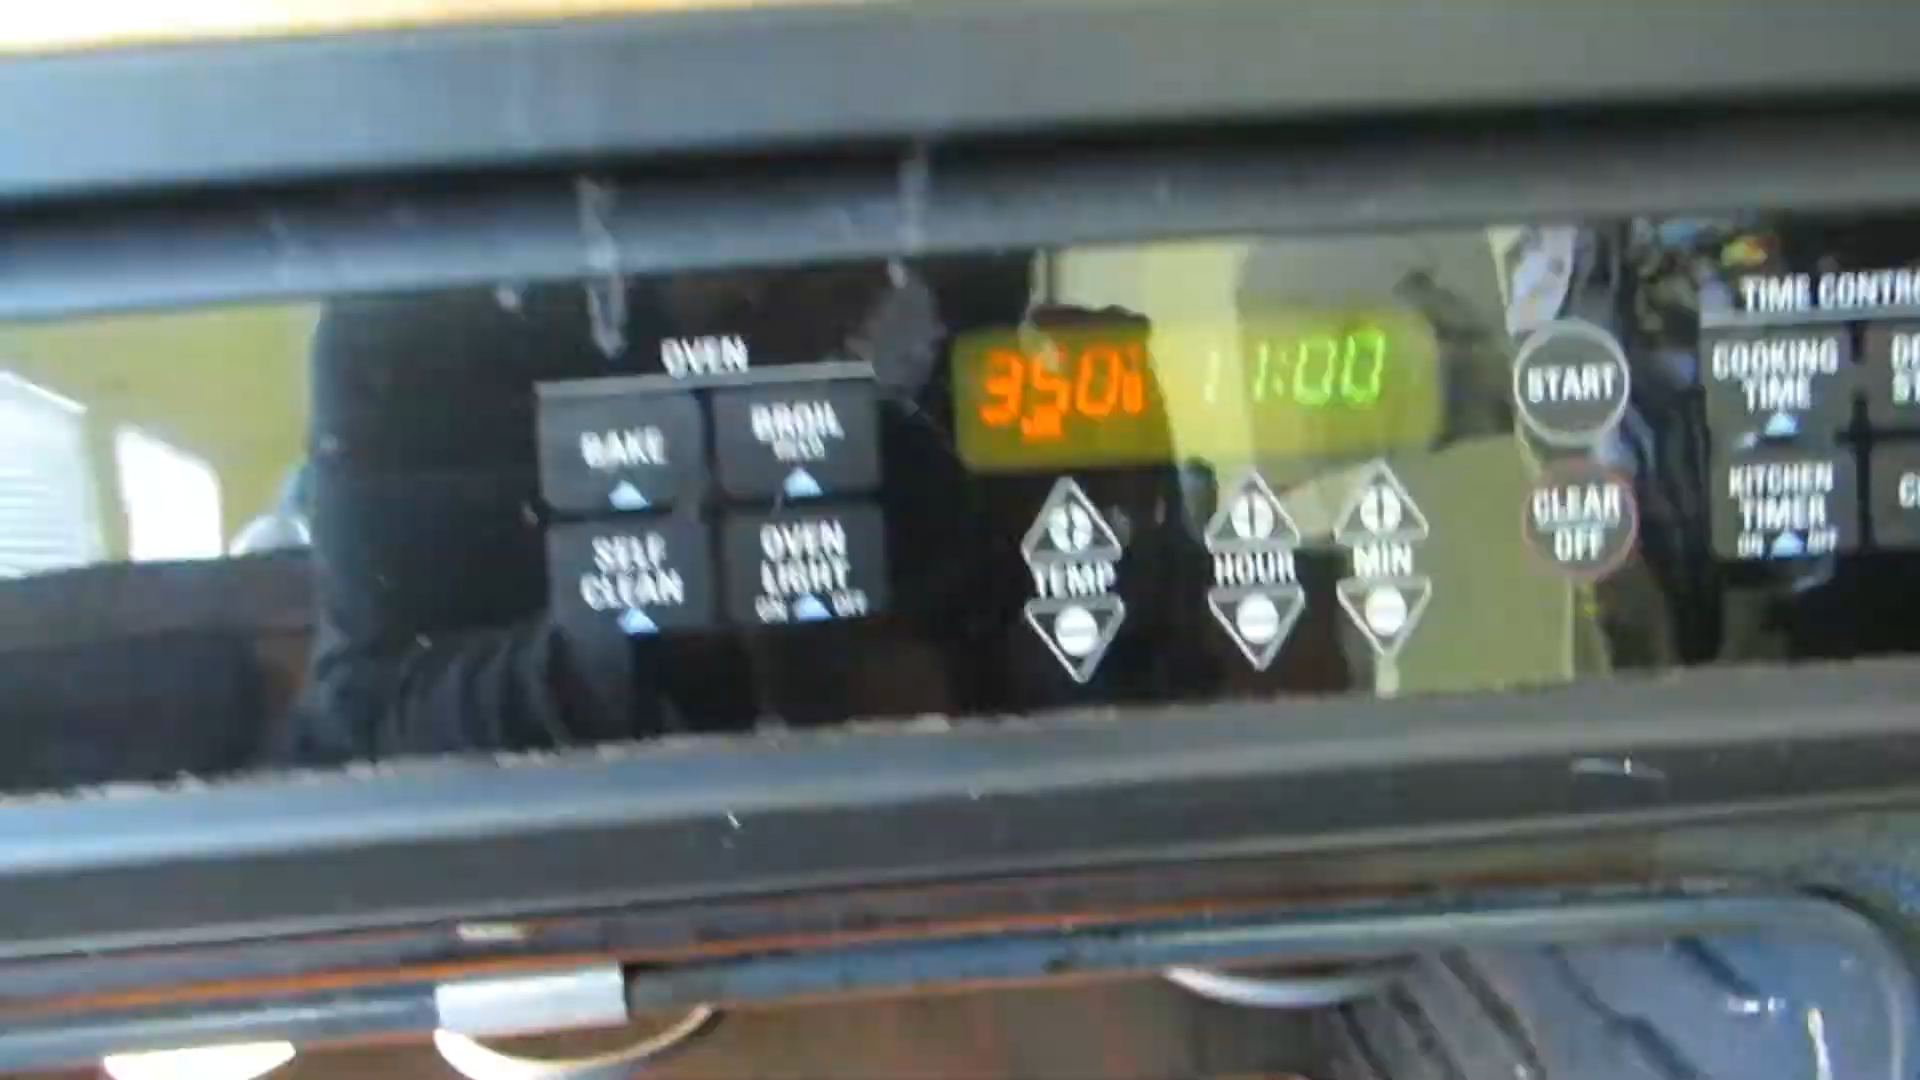 OVEN
BAKE
BROIL
SELF
CLEAN
OVEN
LIGHT
ON OFF
350
11:00
TEMP
HOUR
MIN
START
CLEAR
OFF
TIME CONTR
COOKING
TIME
KITCHEN
TIMER
ON OFF